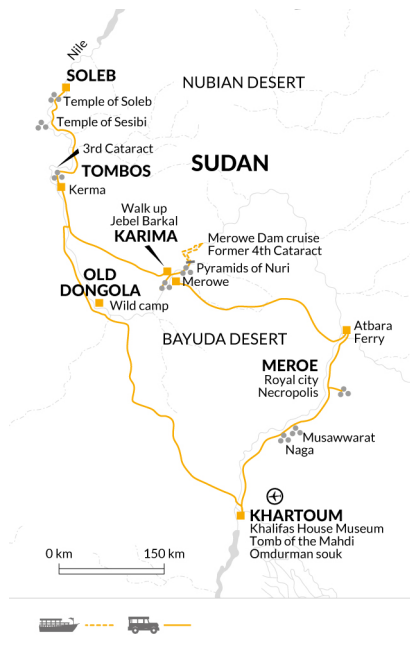 Nile
SOLEB
NUBIAN DESERT
Temple of Soleb
Temple of Sesibi
3rd Cataract
SUDAN
TOMBOS
Kerma
Walk up
Jebel Barkal
KARIMA
Merowe Dam cruise
Former 4th Cataract
Pyramids of Nuri
Merowe
OLD
DONGOLA
Wild camp
BAYUDA DESERT
Atbara
Ferry
MEROE
Royal city
Necropolis
Musawwarat
Naga
KHARTOUM
Khalifas House Museum
Tomb of the Mahdi
Omdurman souk
0 km
150 km